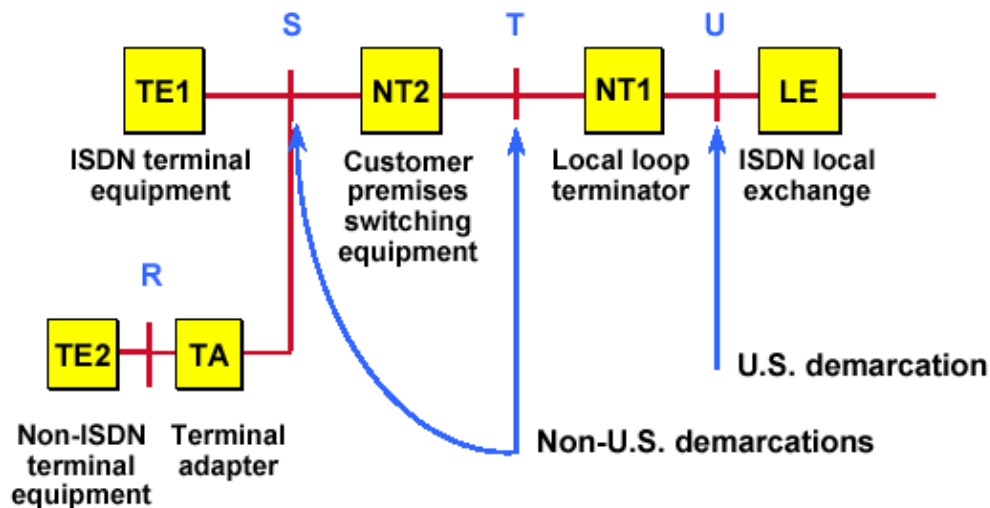 S
T
U
TE1
NT2
NT1
LE
ISDN terminal
equipment
Customer
premises
switching
equipment
Local loop
terminator
ISDN local
exchange
R
TE2
TA
Non-ISDN
terminal
equipment
Terminal
adapter
U.S. demarcation
Non-U.S. demarcations